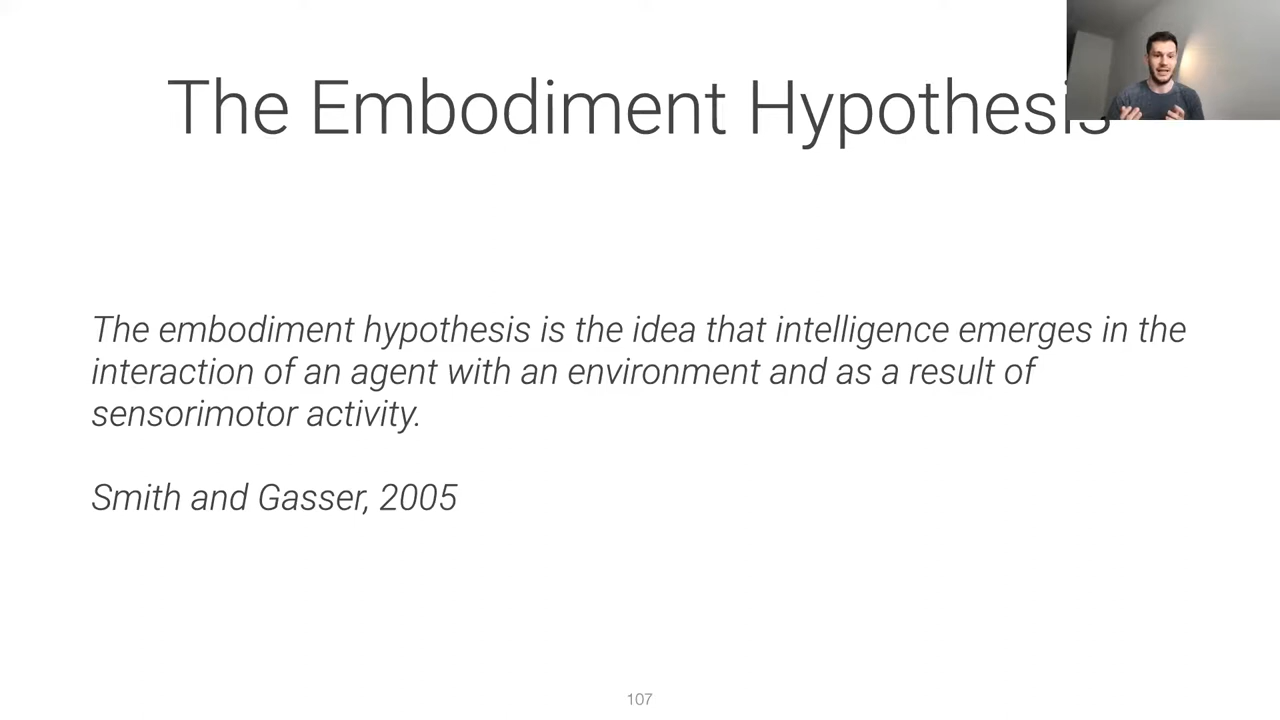 The Embodiment Hypothesis
The embodiment hypothesis is the idea that intelligence emerges in the
interaction of an agent with an environment and as a result of
sensorimotor activity.
Smith and Gasser, 2005
107